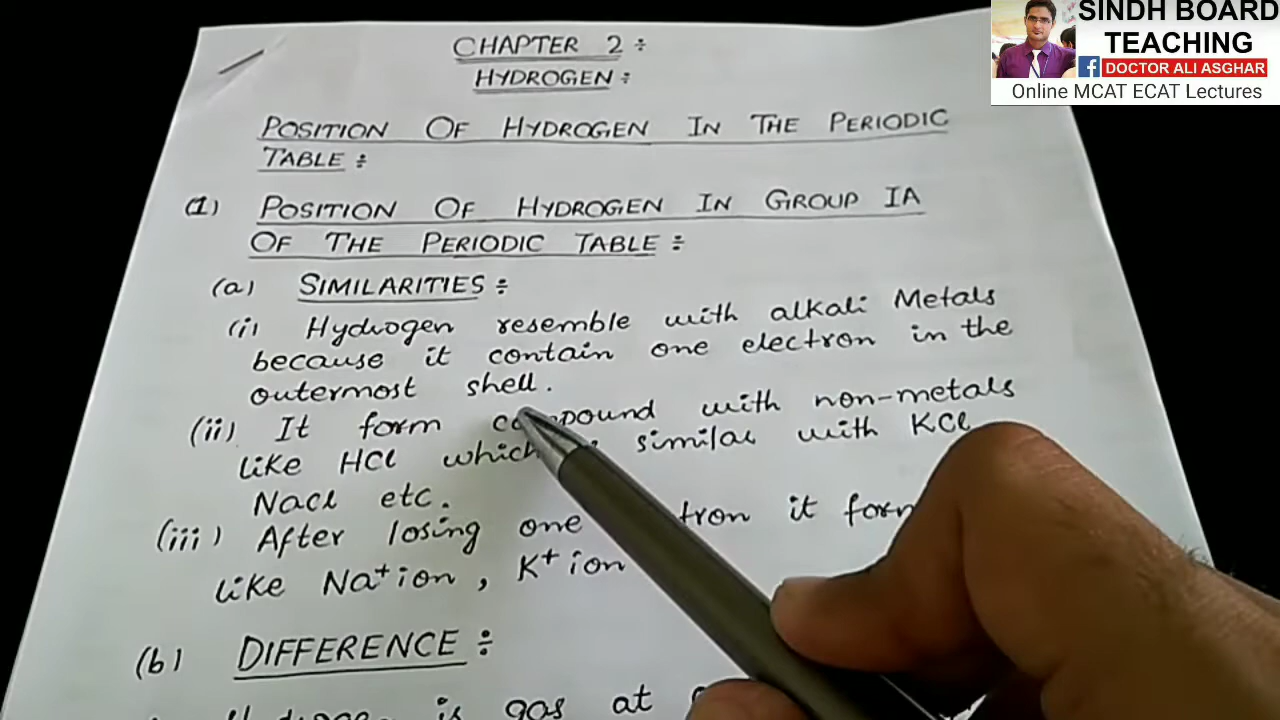 SINDH BOARD
TEACHING
f DOCTOR ALI ASGHAR
Online MCAT ECAT Lectures
CHAPTER 2 :
HYDROGEN :
POSITION OF HYDROGEN IN THE PERIODIC
TABLE :
(1) POSITION OF HYDROGEN IN GROUP IA
OF THE PERIODIC TABLE :
(a) SIMILARITIES :
(i) Hydrogen resemble with alkali Metals
because it contain one electron in the
outermost shell.
(ii) It form compound with non-metals
like HCl which similar with KCl
NaCl etc.
(iii) After losing one it form
like Na+ion, K+ion
(b) DIFFERENCE :
is gas at